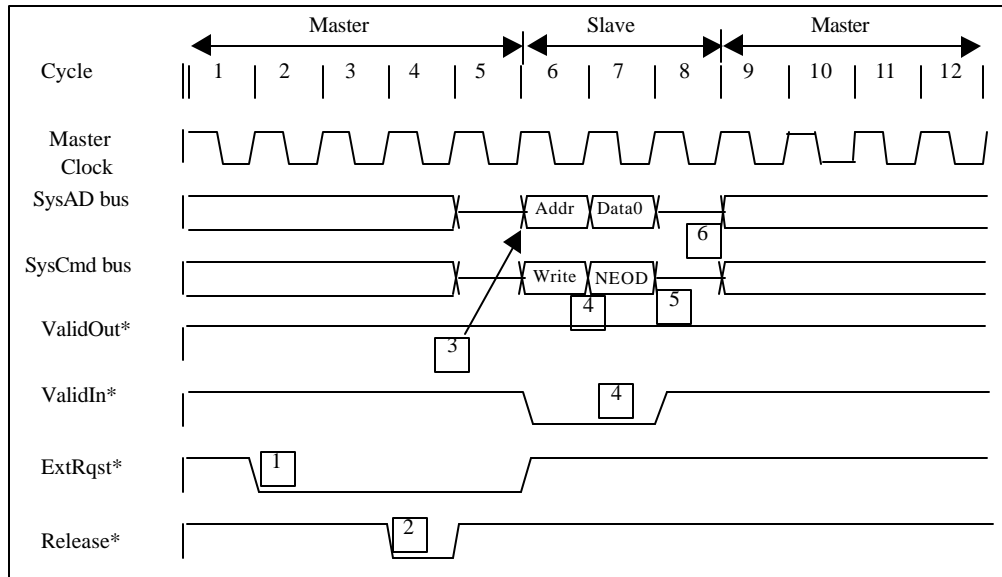 Master Slave Master
Cycle 1 2 3 4 5 6 7 8 9 10 11 12
Master
Clock
SysAD bus Addr Data0
6
SysCmd bus Write NEOD
4 5
ValidOut*
3
ValidIn* 4
ExtRqst* 1
Release* 2